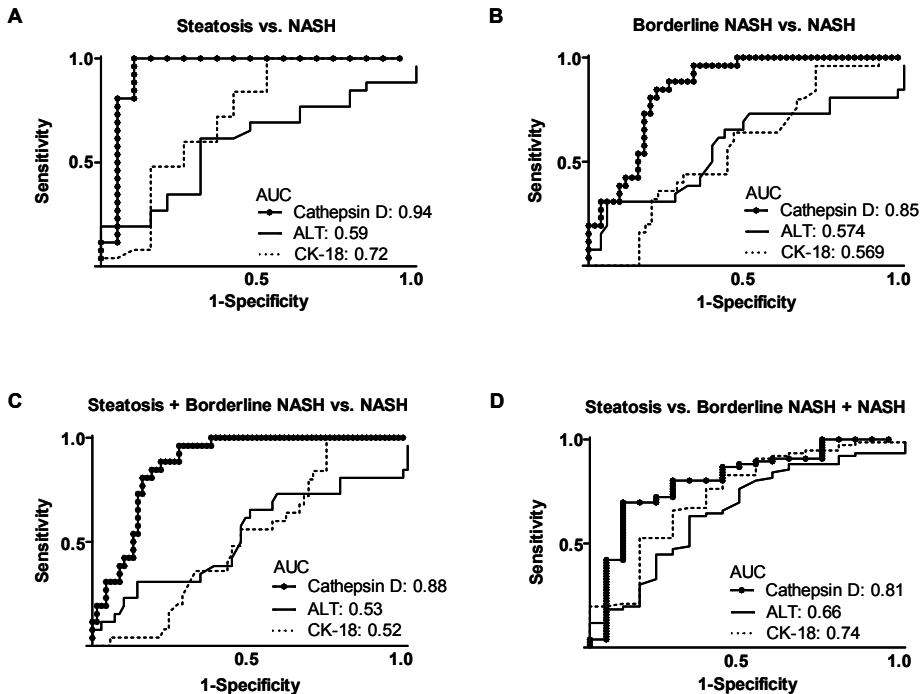 A
Steatosis vs. NASH
1.0
0.5
Sensitivity
AUC
Cathepsin D: 0.94
ALT: 0.59
CK-18: 0.72
0.5
1.0
1-Specificity
B
Borderline NASH vs. NASH
1.0
0.5
Sensitivity
AUC
Cathepsin D: 0.85
ALT: 0.574
CK-18: 0.569
0.5
1.0
1-Specificity
C
Steatosis + Borderline NASH vs. NASH
1.0
0.5
Sensitivity
AUC
Cathepsin D: 0.88
ALT: 0.53
CK-18: 0.52
0.5
1.0
1-Specificity
D
Steatosis vs. Borderline NASH + NASH
1.0
0.5
Sensitivity
AUC
Cathepsin D: 0.81
ALT: 0.66
CK-18: 0.74
0.5
1.0
1-Specificity